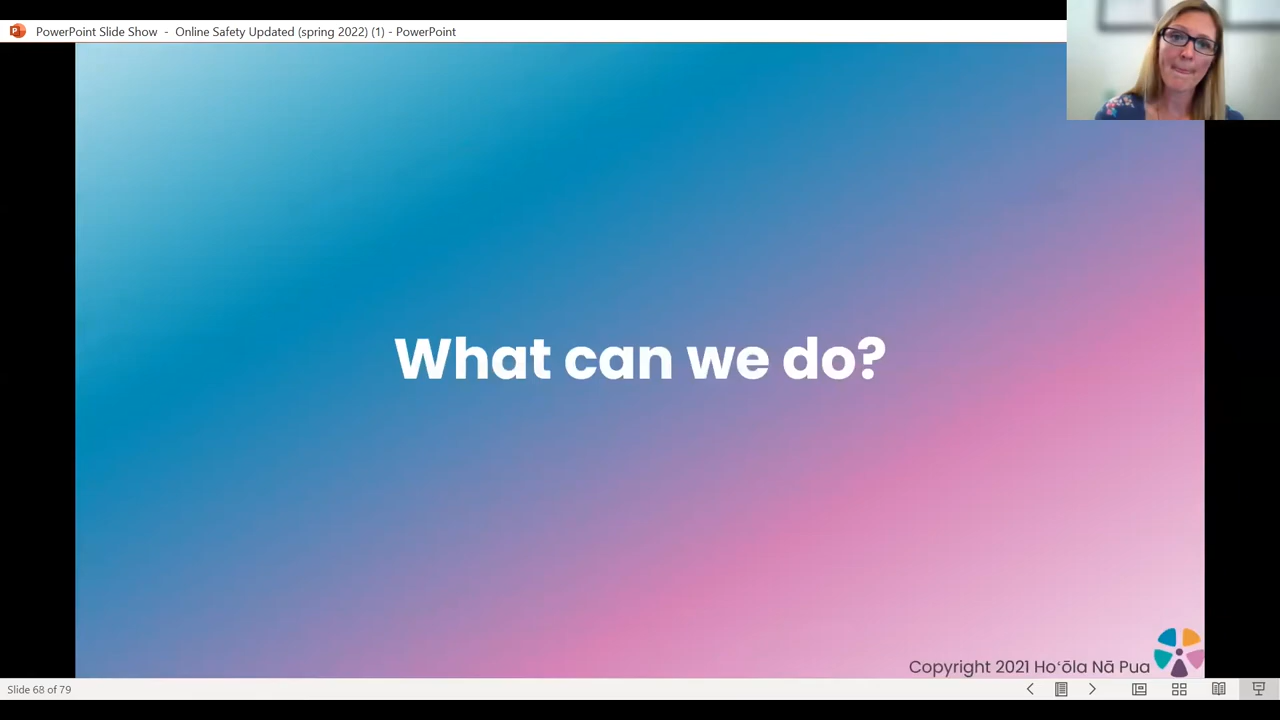 PowerPoint Slide Show - Online Safety Updated (spring 2022) (1) - PowerPoint
What can we do?
Copyright 2021 Hoʻōla Nā Pua
Slide 68 of 79